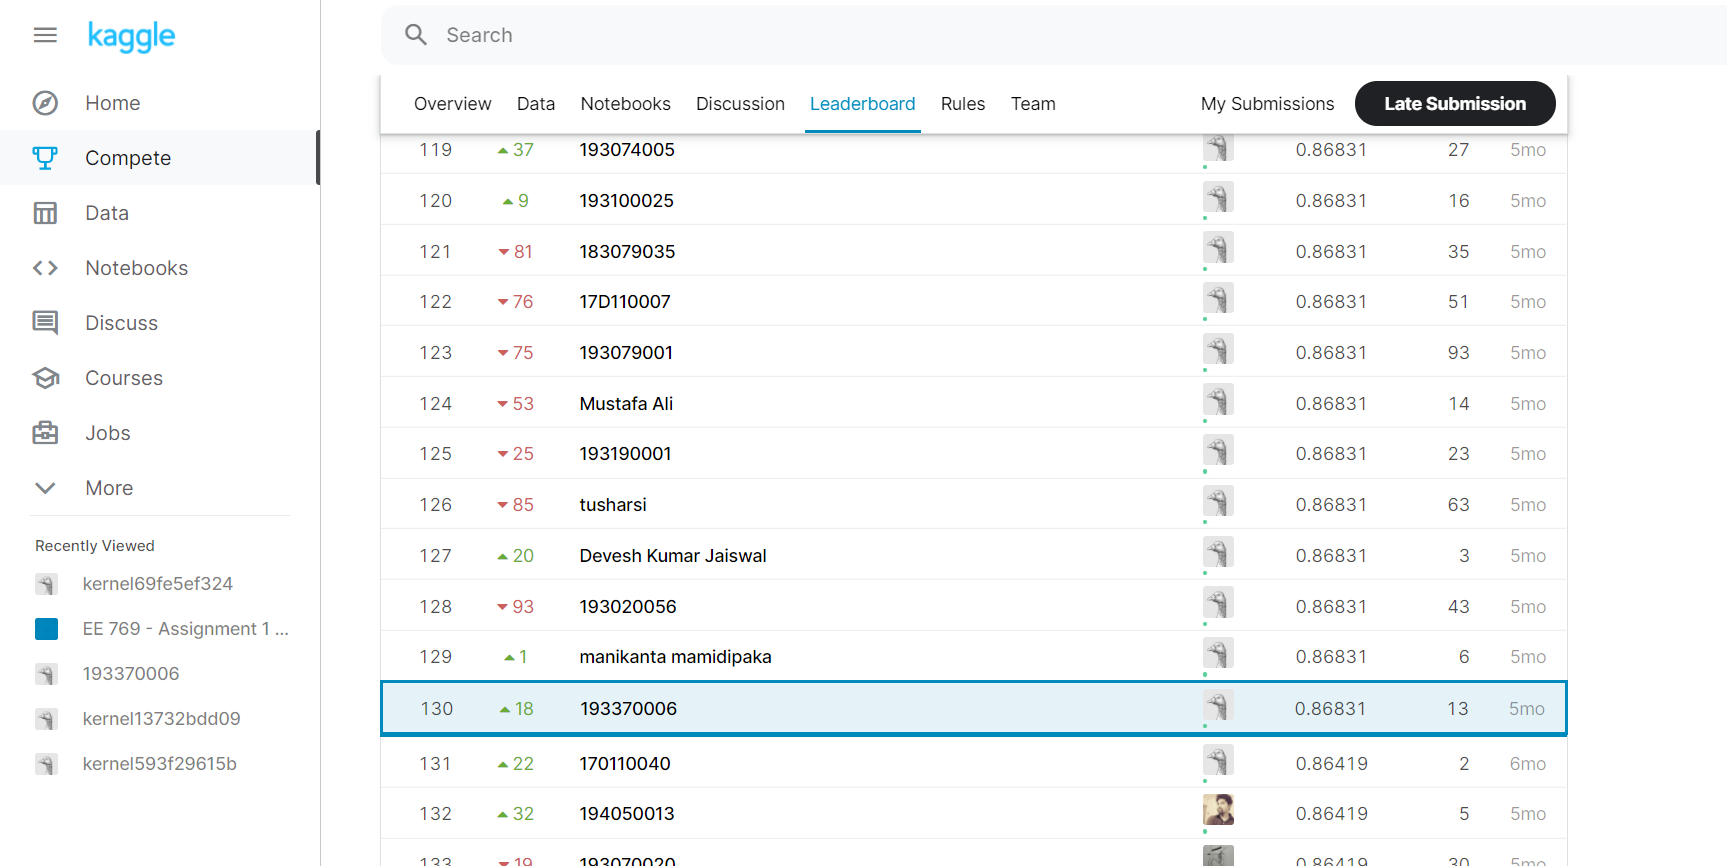 kaggle
Search
Home
Compete
Data
Notebooks
Discuss
Courses
Jobs
More
Recently Viewed
kernel69fe5ef324
EE 769 - Assignment 1 ...
193370006
kernel13732bdd09
kernel593f29615b
Overview Data Notebooks Discussion Leaderboard Rules Team My Submissions Late Submission
119 37 193074005 0.86831 27 5mo
120 9 193100025 0.86831 16 5mo
121 81 183079035 0.86831 35 5mo
122 76 17D110007 0.86831 51 5mo
123 75 193079001 0.86831 93 5mo
124 53 Mustafa Ali 0.86831 14 5mo
125 25 193190001 0.86831 23 5mo
126 85 tusharsi 0.86831 63 5mo
127 20 Devesh Kumar Jaiswal 0.86831 3 5mo
128 93 193020056 0.86831 43 5mo
129 1 manikanta mamidipaka 0.86831 6 5mo
130 18 193370006 0.86831 13 5mo
131 22 170110040 0.86419 2 6mo
132 32 194050013 0.86419 5 5mo
133 19 193070020 0.86419 30 5mo